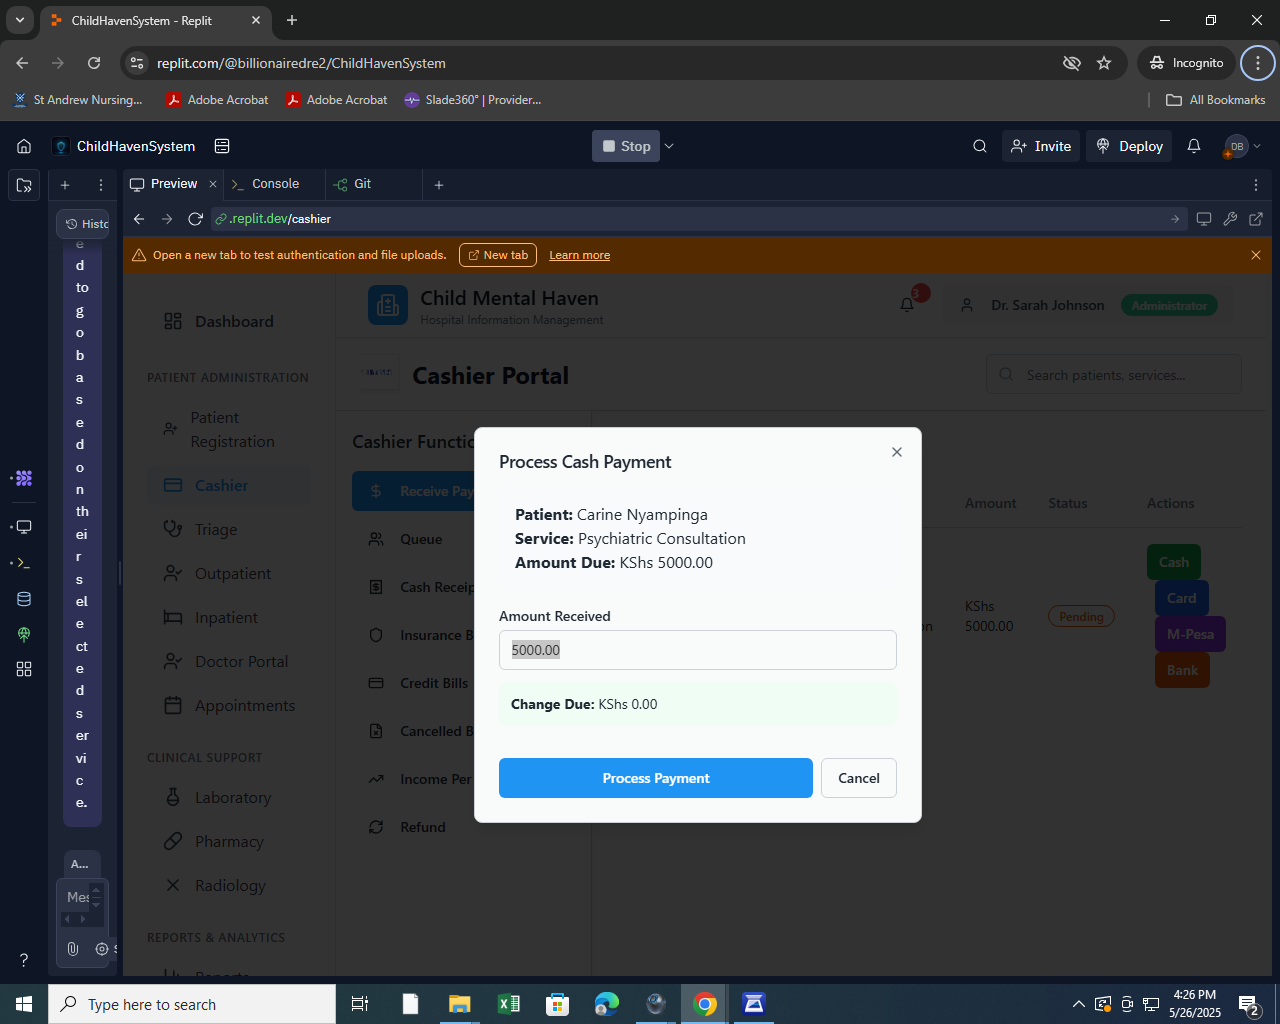 ChildHavenSystem - Replit
replit.com/@billionairedre2/ChildHavenSystem
Incognito
St Andrew Nursing...
Adobe Acrobat
Adobe Acrobat
Slade360° | Provider...
All Bookmarks
ChildHavenSystem
Stop
Invite
Deploy
DB
Preview
Console
Git
.replit.dev/cashier
Open a new tab to test authentication and file uploads.
New tab
Learn more
Histo
e
d
to
g
o
b
a
s
e
d
o
n
th
ei
r
s
el
e
ct
e
d
s
er
vi
c
e.
A...
Mes
Dashboard
PATIENT ADMINISTRATION
Patient
Registration
Cashier
Triage
Outpatient
Inpatient
Doctor Portal
Appointments
CLINICAL SUPPORT
Laboratory
Pharmacy
Radiology
REPORTS & ANALYTICS
Reports
Child Mental Haven
Hospital Information Management
3
Dr. Sarah Johnson
Administrator
Cashier Portal
Search patients, services...
Cashier Functio
Receive Pay
Queue
Cash Receip
Insurance B
Credit Bills
Cancelled B
Income Per
Refund
Amount
Status
Actions
on
KShs
5000.00
Pending
Cash
Card
M-Pesa
Bank
Process Cash Payment
Patient: Carine Nyampinga
Service: Psychiatric Consultation
Amount Due: KShs 5000.00
Amount Received
5000.00
Change Due: KShs 0.00
Process Payment
Cancel
?
Type here to search
4:26 PM
5/26/2025
2